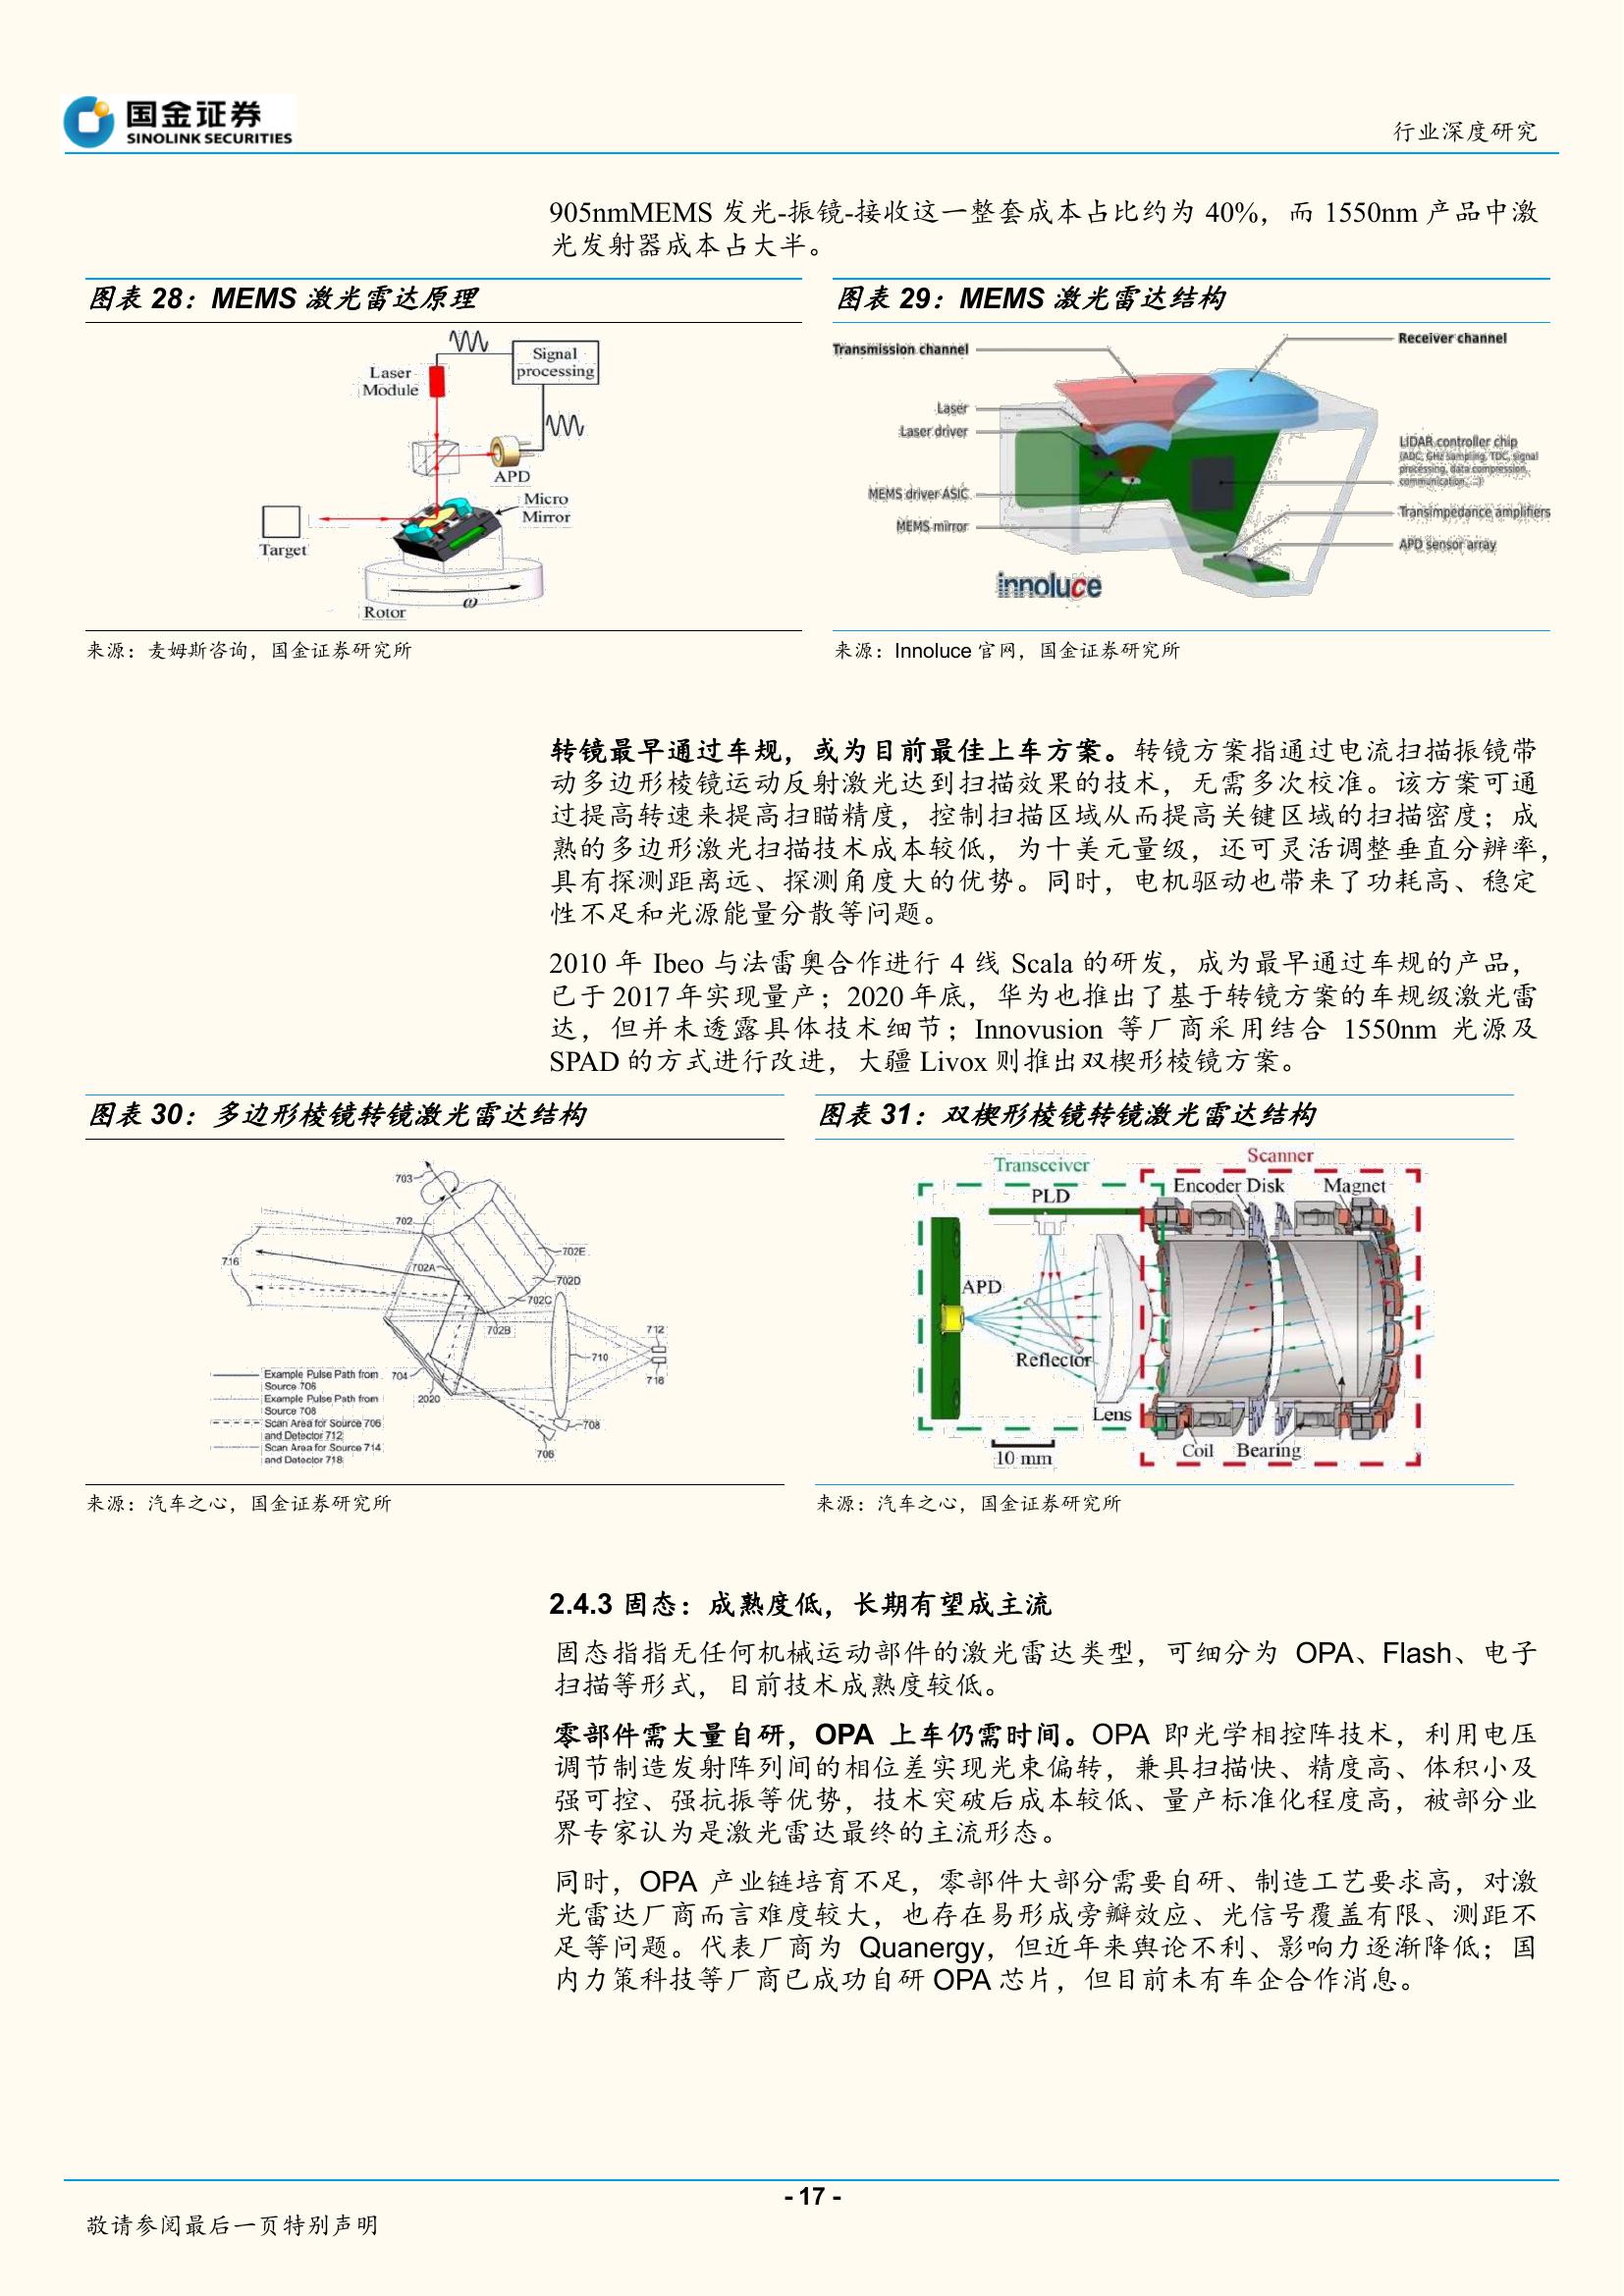 国金证券
SINOLINK SECURITIES
行业深度研究
905nmMEMS 发光-振镜-接收这一整套成本占比约为 40%，而 1550nm 产品中激
光发射器成本占大半。
图表 28：MEMS 激光雷达原理
Signal
processing
Laser
Module
APD
Micro
Mirror
Target
Rotor
ω
来源：麦姆斯咨询，国金证券研究所
图表 29：MEMS 激光雷达结构
Receiver channel
Transmission channel
Laser
Laser driver
LIDAR controller chip
(ADC, GHz sampling, TDC, signal
processing, data compression,
communication, ...)
MEMS driver ASIC
Transimpedance amplifiers
MEMS mirror
APD sensor array
innoluce
来源：Innoluce 官网，国金证券研究所
转镜最早通过车规，或为目前最佳上车方案。转镜方案指通过电流扫描振镜带
动多边形棱镜运动反射激光达到扫描效果的技术，无需多次校准。该方案可通
过提高转速来提高扫瞄精度，控制扫描区域从而提高关键区域的扫描密度；成
熟的多边形激光扫描技术成本较低，为十美元量级，还可灵活调整垂直分辨率，
具有探测距离远、探测角度大的优势。同时，电机驱动也带来了功耗高、稳定
性不足和光源能量分散等问题。
2010 年 Ibeo 与法雷奥合作进行 4 线 Scala 的研发，成为最早通过车规的产品，
已于 2017 年实现量产；2020 年底，华为也推出了基于转镜方案的车规级激光雷
达，但并未透露具体技术细节；Innovusion 等厂商采用结合 1550nm 光源及
SPAD 的方式进行改进，大疆 Livox 则推出双楔形棱镜方案。
图表 30：多边形棱镜转镜激光雷达结构
703
702
702E
716
702A
702D
702C
702B
712
710
718
704
2020
708
706
Example Pulse Path from
Source 706
Example Pulse Path from
Source 708
Scan Area for Source 706
and Detector 712
Scan Area for Source 714
and Detector 718
来源：汽车之心，国金证券研究所
图表 31：双楔形棱镜转镜激光雷达结构
Transceiver
Scanner
PLD
Encoder Disk
Magnet
APD
Reflector
Lens
Coil
Bearing
10 mm
来源：汽车之心，国金证券研究所
2.4.3 固态：成熟度低，长期有望成主流
固态指指无任何机械运动部件的激光雷达类型，可细分为 OPA、Flash、电子
扫描等形式，目前技术成熟度较低。
零部件需大量自研，OPA 上车仍需时间。OPA 即光学相控阵技术，利用电压
调节制造发射阵列间的相位差实现光束偏转，兼具扫描快、精度高、体积小及
强可控、强抗振等优势，技术突破后成本较低、量产标准化程度高，被部分业
界专家认为是激光雷达最终的主流形态。
同时，OPA 产业链培育不足，零部件大部分需要自研、制造工艺要求高，对激
光雷达厂商而言难度较大，也存在易形成旁瓣效应、光信号覆盖有限、测距不
足等问题。代表厂商为 Quanergy，但近年来舆论不利、影响力逐渐降低；国
内力策科技等厂商已成功自研 OPA 芯片，但目前未有车企合作消息。
- 17 -
敬请参阅最后一页特别声明